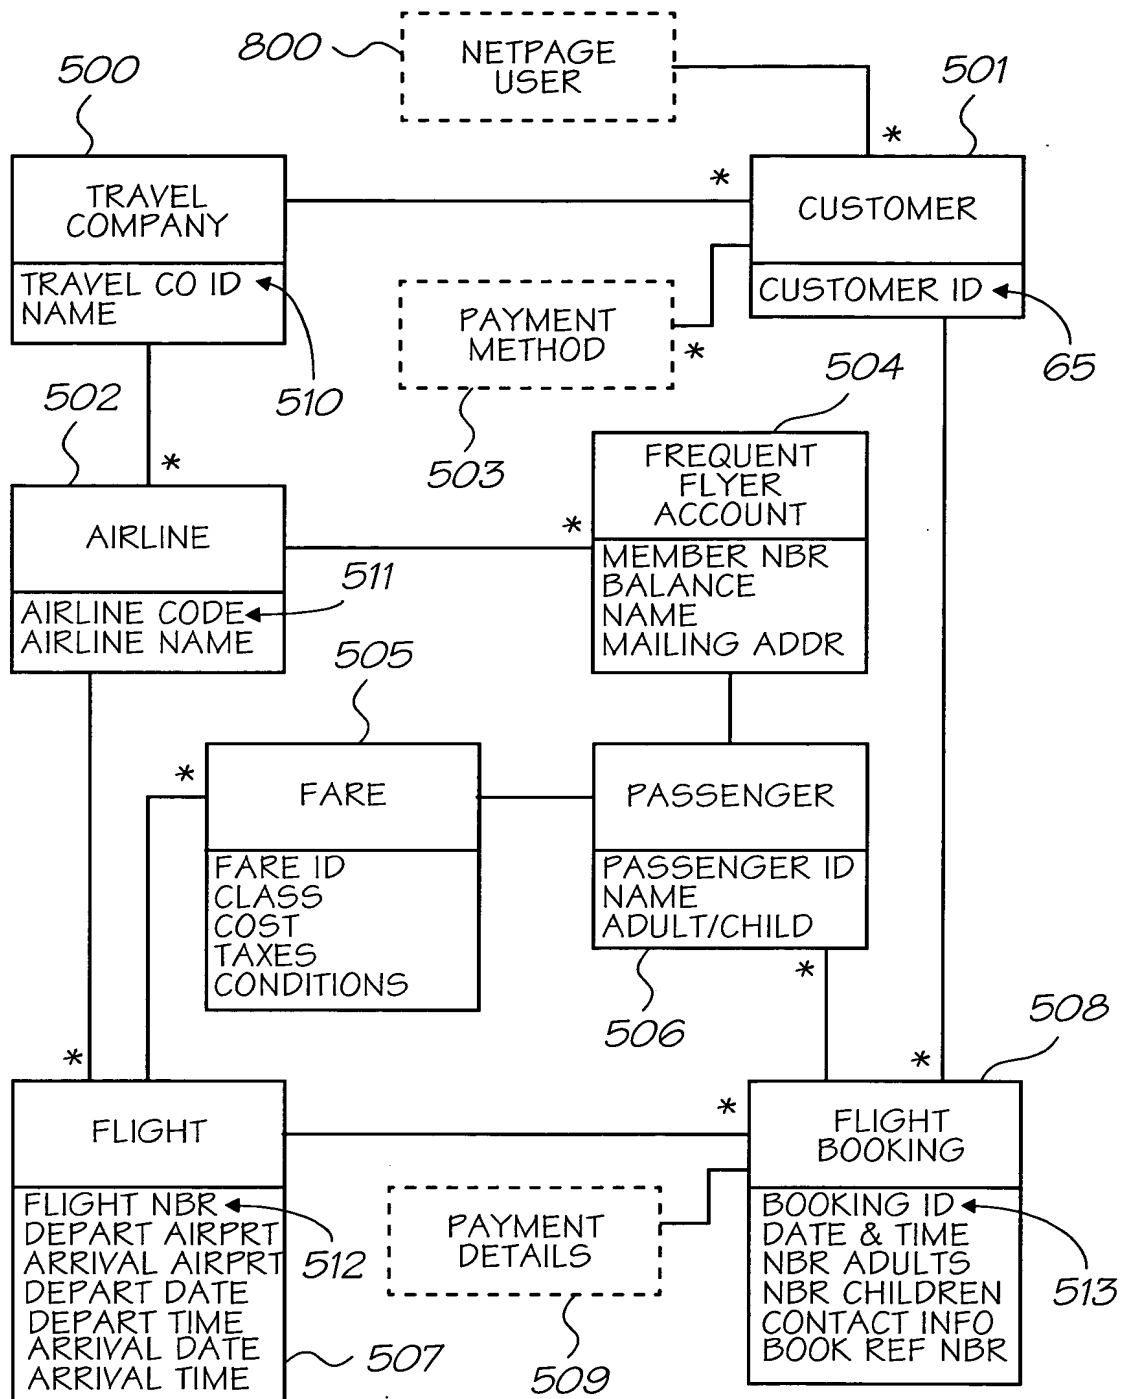 800
NETPAGE
USER
500
501
*
TRAVEL
COMPANY
*
CUSTOMER
TRAVEL CO ID
NAME
CUSTOMER ID
PAYMENT
METHOD
*
510
65
502
503
504
*
FREQUENT
FLYER
ACCOUNT
AIRLINE
*
MEMBER NBR
BALANCE
NAME
MAILING ADDR
511
AIRLINE CODE
AIRLINE NAME
505
*
FARE
PASSENGER
FARE ID
CLASS
COST
TAXES
CONDITIONS
PASSENGER ID
NAME
ADULT/CHILD
*
506
508
*
*
FLIGHT
*
FLIGHT
BOOKING
FLIGHT NBR
DEPART AIRPRT
ARRIVAL AIRPRT
DEPART DATE
DEPART TIME
ARRIVAL DATE
ARRIVAL TIME
512
PAYMENT
DETAILS
BOOKING ID
DATE & TIME
NBR ADULTS
NBR CHILDREN
CONTACT INFO
BOOK REF NBR
513
507
509